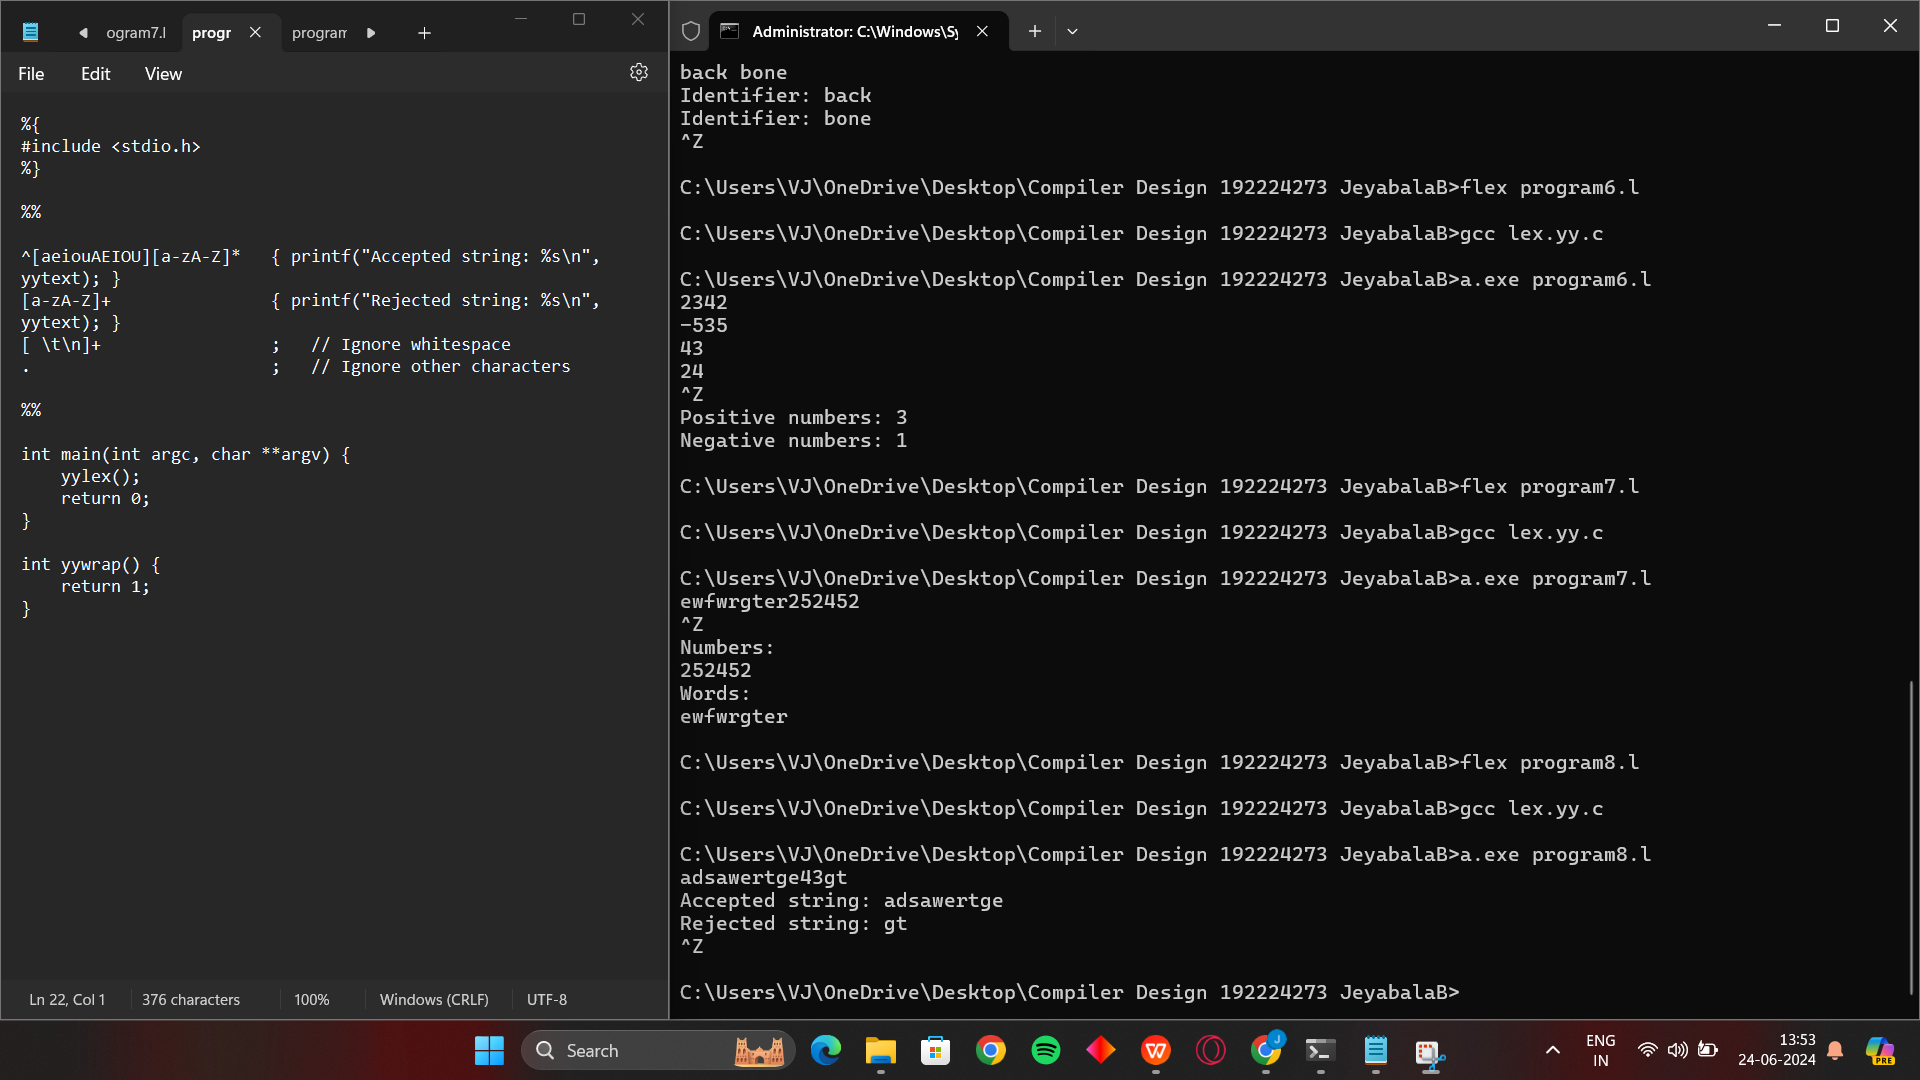 ogram7.l
progr
program
File Edit View
%{
#include <stdio.h>
%}
%%
^[aeiouAEIOU][a-zA-Z]* { printf("Accepted string: %s\n",
yytext); }
[a-zA-Z]+ { printf("Rejected string: %s\n",
yytext); }
[ \t\n]+ ; // Ignore whitespace
. ; // Ignore other characters
%%
int main(int argc, char **argv) {
yylex();
return 0;
}
int yywrap() {
return 1;
}
Ln 22, Col 1 376 characters 100% Windows (CRLF) UTF-8
Administrator: C:\Windows\Sy
back bone
Identifier: back
Identifier: bone
^Z
C:\Users\VJ\OneDrive\Desktop\Compiler Design 192224273 JeyabalaB>flex program6.l
C:\Users\VJ\OneDrive\Desktop\Compiler Design 192224273 JeyabalaB>gcc lex.yy.c
C:\Users\VJ\OneDrive\Desktop\Compiler Design 192224273 JeyabalaB>a.exe program6.l
2342
-535
43
24
^Z
Positive numbers: 3
Negative numbers: 1
C:\Users\VJ\OneDrive\Desktop\Compiler Design 192224273 JeyabalaB>flex program7.l
C:\Users\VJ\OneDrive\Desktop\Compiler Design 192224273 JeyabalaB>gcc lex.yy.c
C:\Users\VJ\OneDrive\Desktop\Compiler Design 192224273 JeyabalaB>a.exe program7.l
ewfwrgter252452
^Z
Numbers:
252452
Words:
ewfwrgter
C:\Users\VJ\OneDrive\Desktop\Compiler Design 192224273 JeyabalaB>flex program8.l
C:\Users\VJ\OneDrive\Desktop\Compiler Design 192224273 JeyabalaB>gcc lex.yy.c
C:\Users\VJ\OneDrive\Desktop\Compiler Design 192224273 JeyabalaB>a.exe program8.l
adsawertge43gt
Accepted string: adsawertge
Rejected string: gt
^Z
C:\Users\VJ\OneDrive\Desktop\Compiler Design 192224273 JeyabalaB>
Search
W
J
ENG
IN
13:53
24-06-2024
PRE